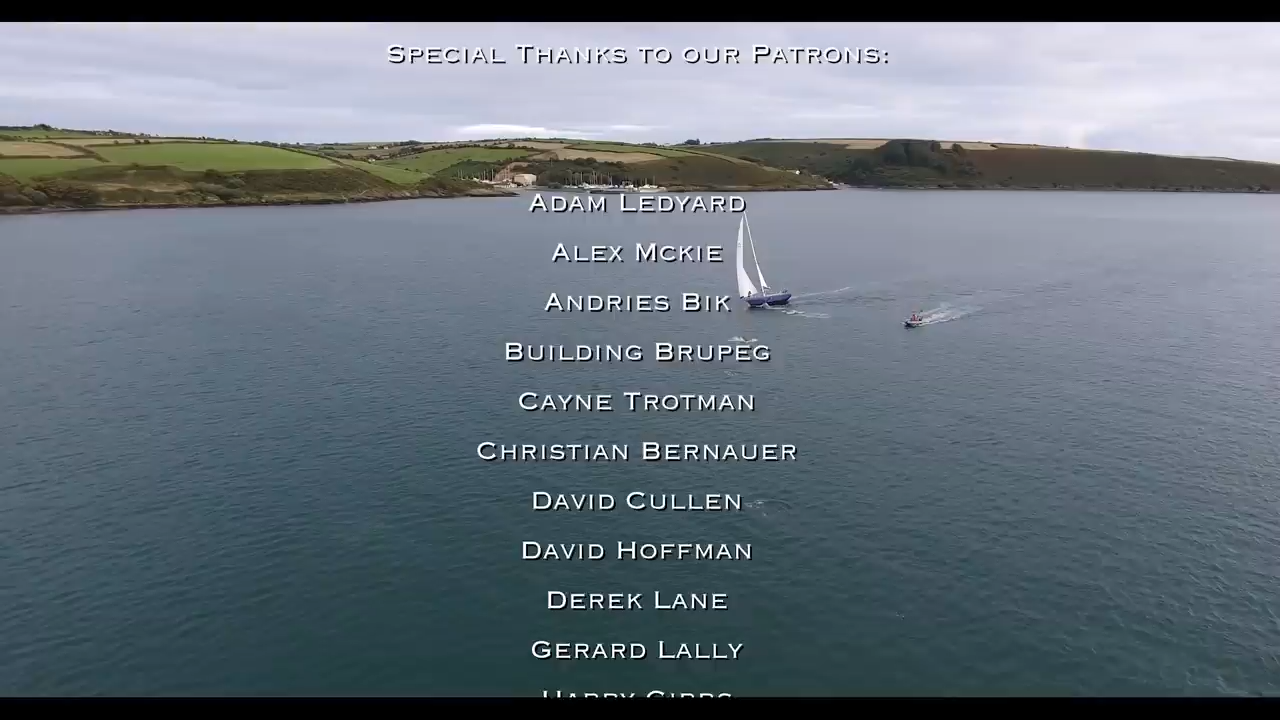 Special Thanks to our Patrons:
Adam Ledyard
Alex Mckie
Andries Bik
Building Brupeg
Cayne Trotman
Christian Bernauer
David Cullen
David Hoffman
Derek Lane
Gerard Lally